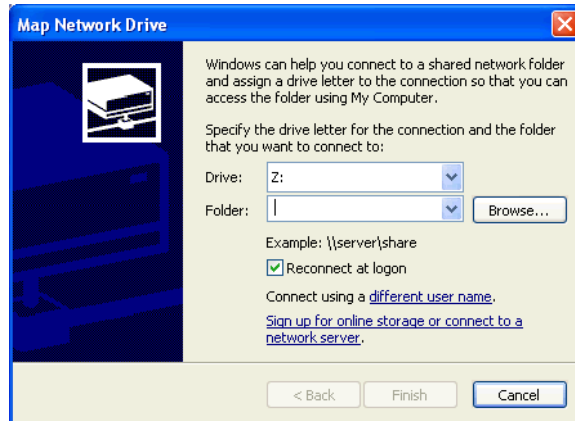 Map Network Drive
Windows can help you connect to a shared network folder
and assign a drive letter to the connection so that you can
access the folder using My Computer.
Specify the drive letter for the connection and the folder
that you want to connect to:
Drive: Z:
Folder: Browse...
Example: \\server\share
Reconnect at logon
Connect using a different user name.
Sign up for online storage or connect to a
network server.
< Back Finish Cancel